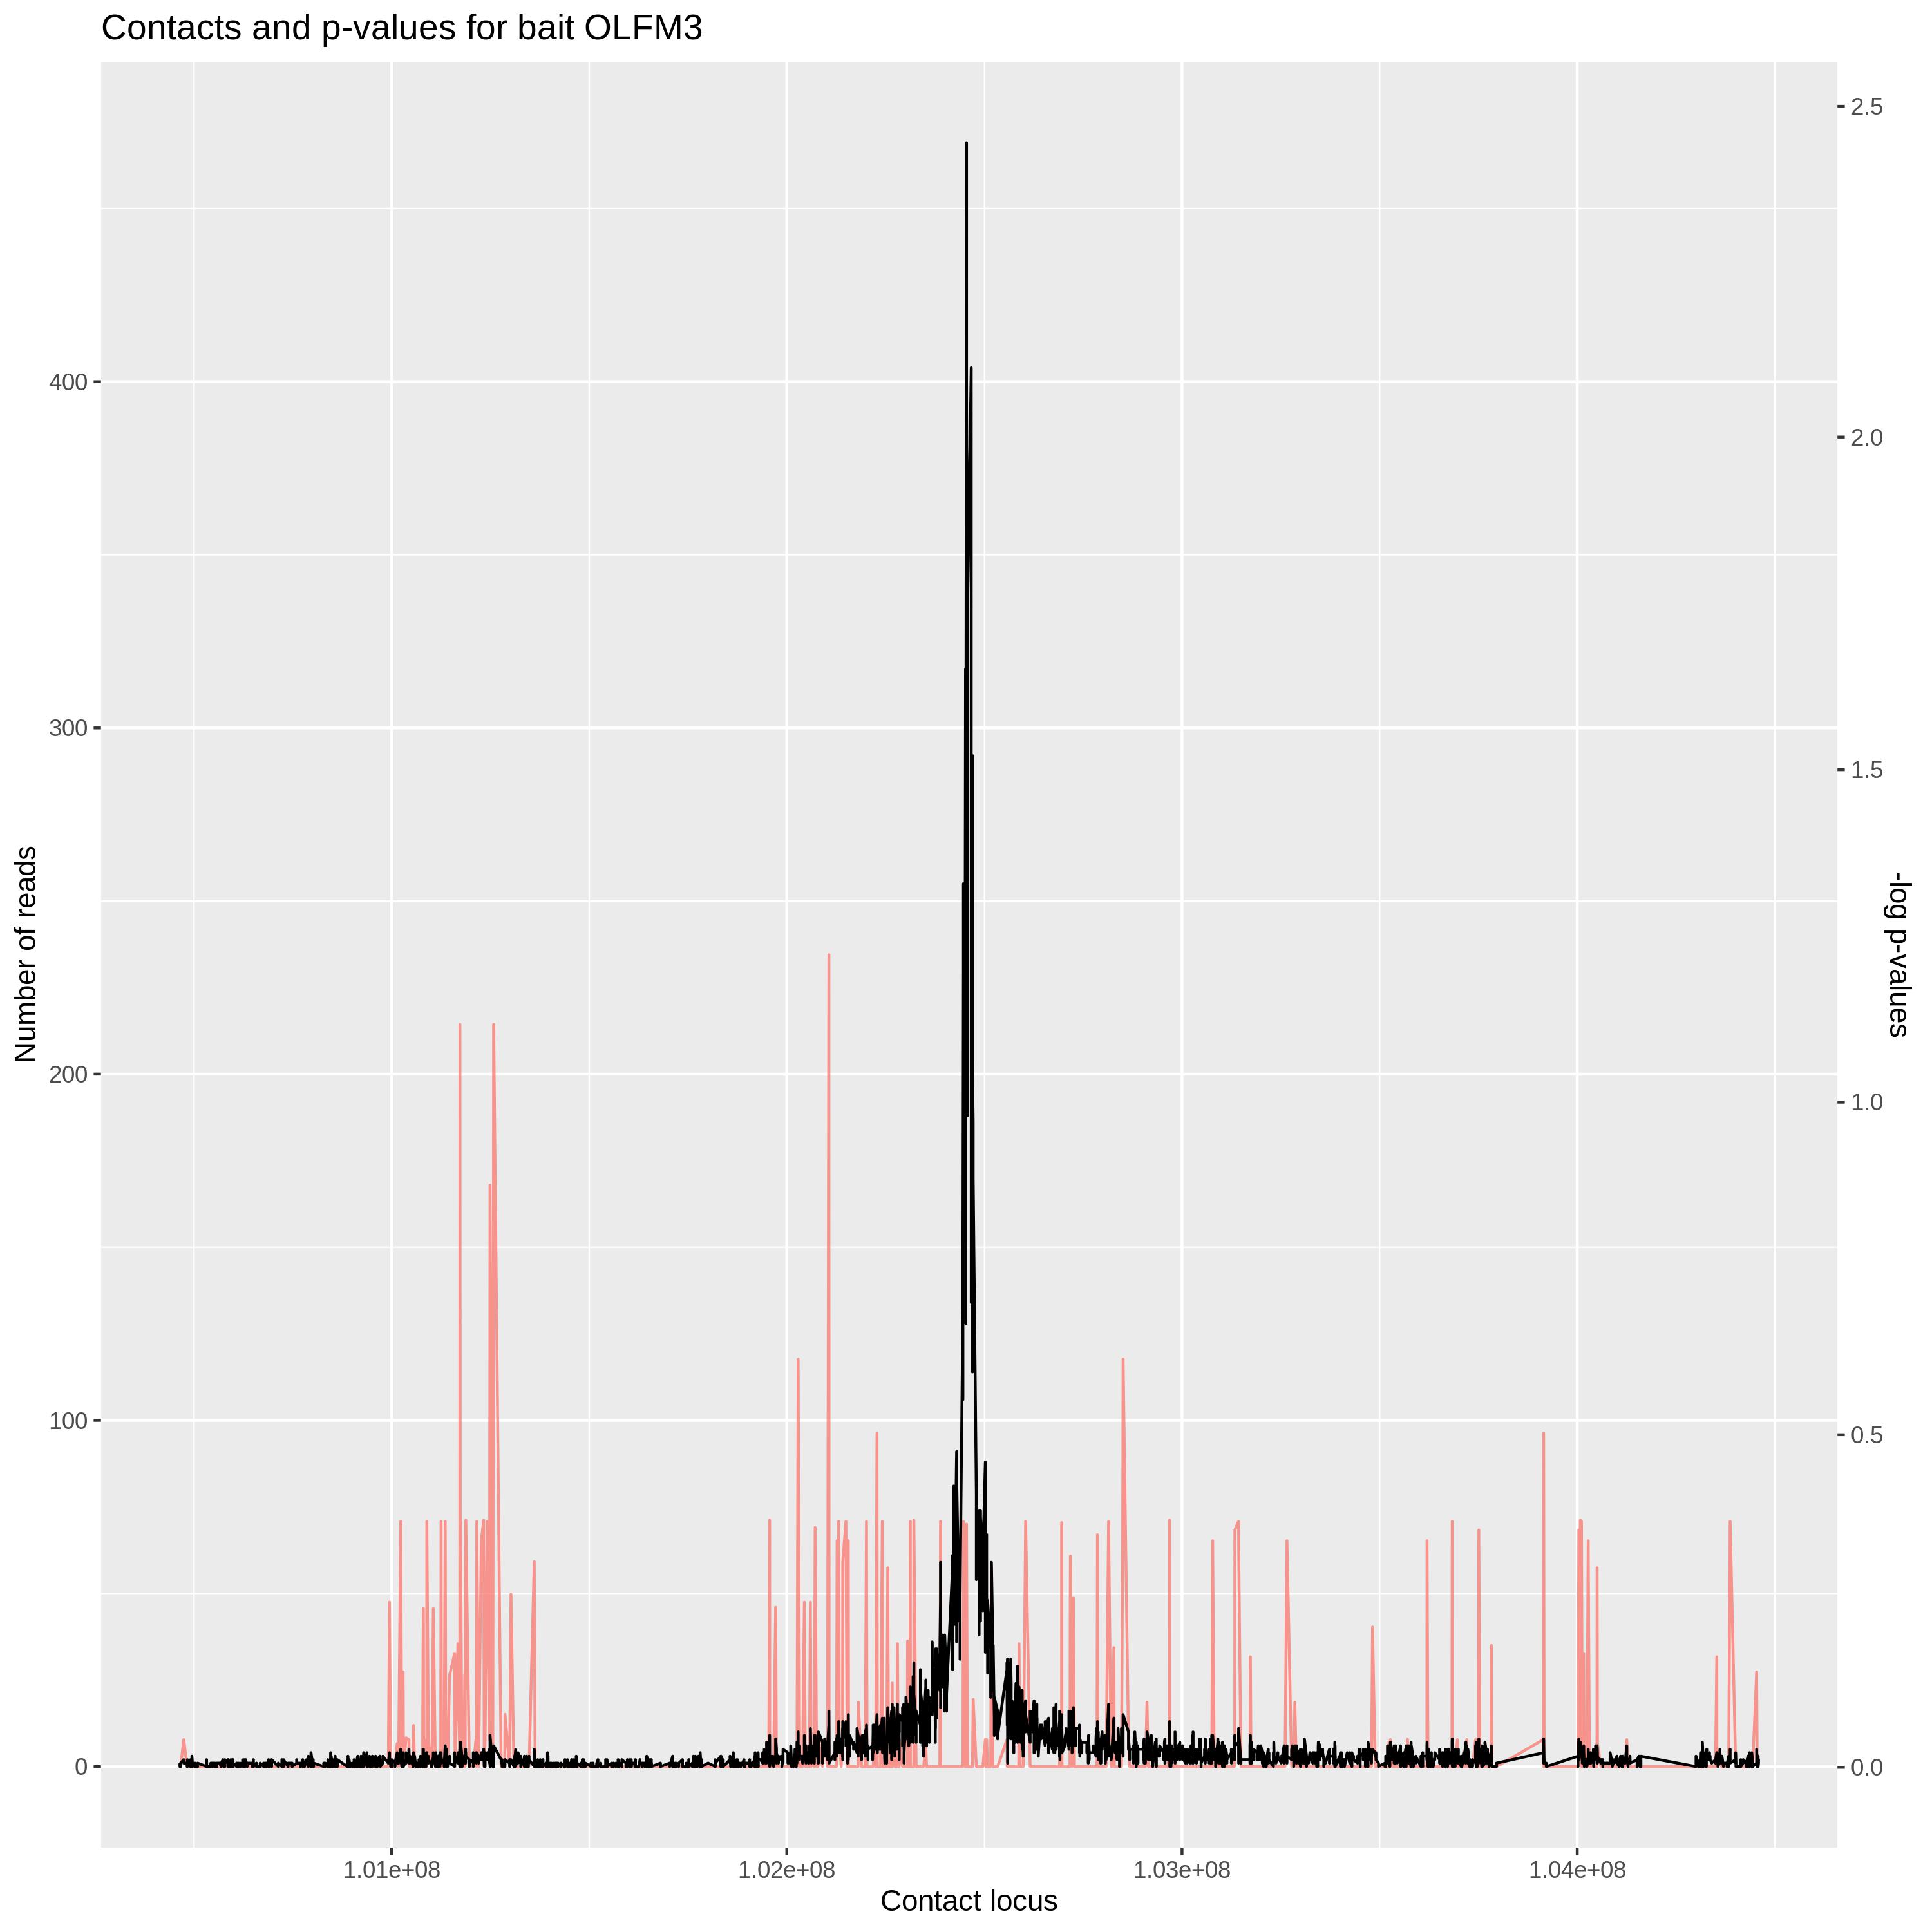 Contacts and p-values for bait OLFM3
2.5
2.0
400
1.5
300
-log p-values
Number of reads
1.0
200
0.5
100
0.0
0
1.01e+08 1.02e+08 1.03e+08 1.04e+08
Contact locus